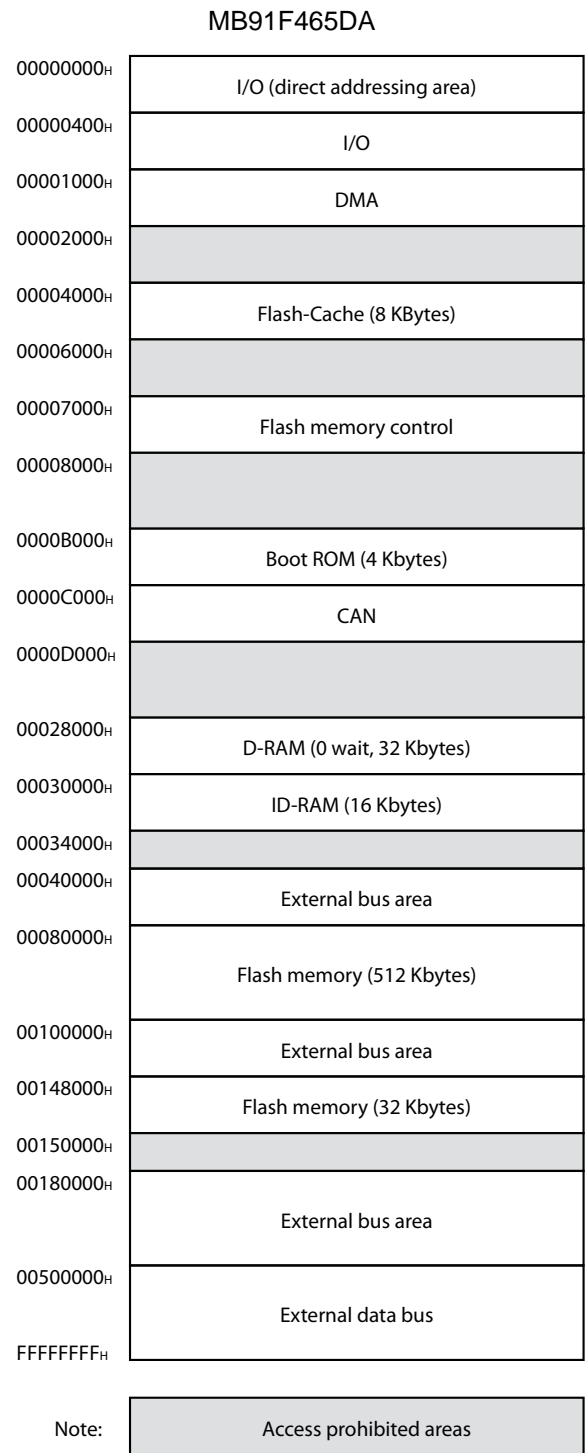 MB91F465DA
00000000H
I/O (direct addressing area)
00000400H
I/O
00001000H
DMA
00002000H
00004000H
Flash-Cache (8 KBytes)
00006000H
00007000H
Flash memory control
00008000H
0000B000H
Boot ROM (4 Kbytes)
0000C000H
CAN
0000D000H
00028000H
D-RAM (0 wait, 32 Kbytes)
00030000H
ID-RAM (16 Kbytes)
00034000H
00040000H
External bus area
00080000H
Flash memory (512 Kbytes)
00100000H
External bus area
00148000H
Flash memory (32 Kbytes)
00150000H
00180000H
External bus area
00500000H
External data bus
FFFFFFFFH
Note:
Access prohibited areas